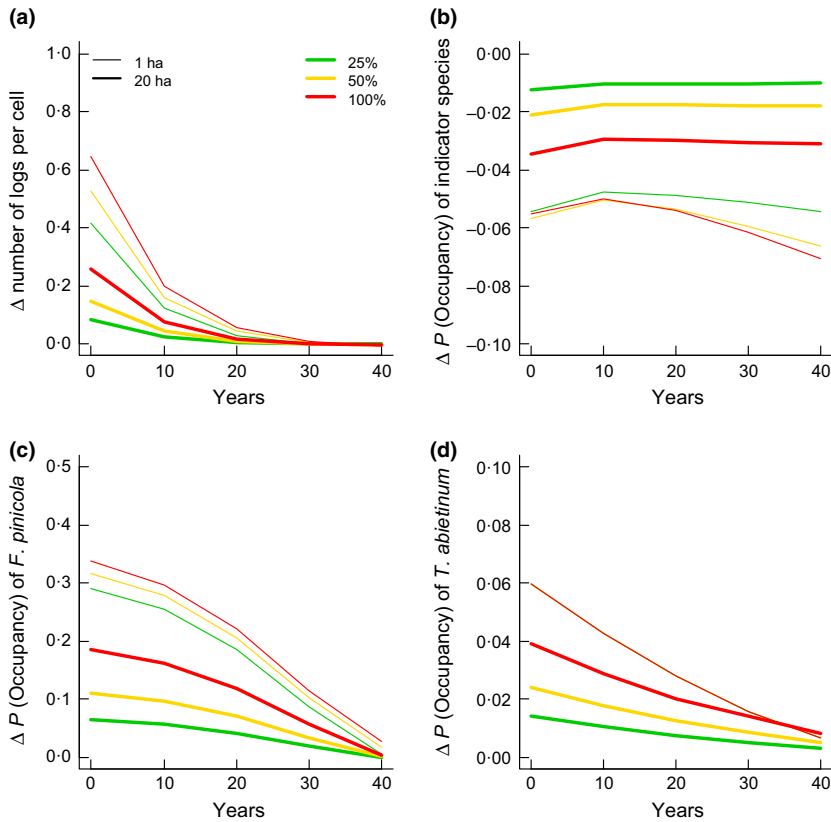 (a)
Δ number of logs per cell
1·0
0·8
0·6
0·4
0·2
0·0
1 ha
20 ha
25%
50%
100%
0 10 20 30 40
Years
(b)
Δ P (Occupancy) of indicator species
0·00
–0·02
–0·04
–0·06
–0·08
–0·10
0 10 20 30 40
Years
(c)
Δ P (Occupancy) of F. pinicola
0·5
0·4
0·3
0·2
0·1
0·0
0 10 20 30 40
Years
(d)
Δ P (Occupancy) of T. abietinum
0·10
0·08
0·06
0·04
0·02
0·00
0 10 20 30 40
Years